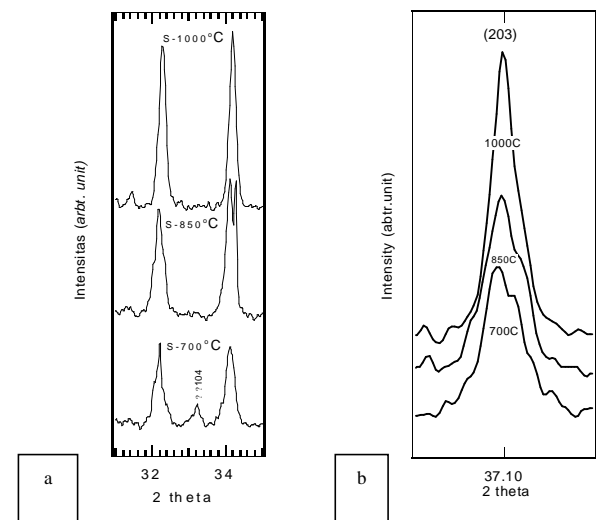 Intensitas (arbt. unit)
S-1000°C
S-850°C
S-700°C
? ?104
32 34
2 theta
a
Intensity (abtr.unit)
(203)
1000C
850C
700C
37.10
2 theta
b